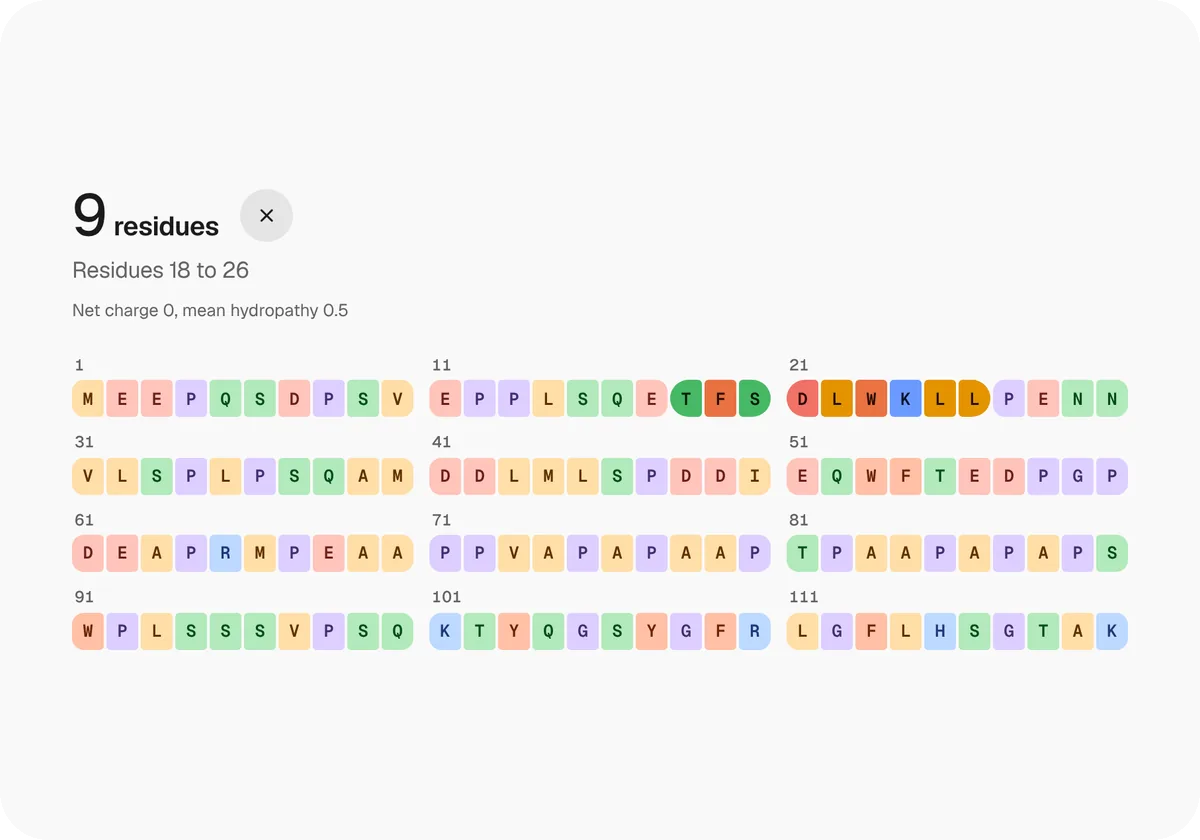 9 residues ×
Residues 18 to 26
Net charge 0, mean hydropathy 0.5
1 11 21
M E E P Q S D P S V E P P L S Q E T F S D L W K L L P E N N
31 41 51
V L S P L P S Q A M D D L M L S P D D I E Q W F T E D P G P
61 71 81
D E A P R M P E A A P P V A P A P A A P T P A A P A P A P S
91 101 111
W P L S S S V P S Q K T Y Q G S Y G F R L G F L H S G T A K